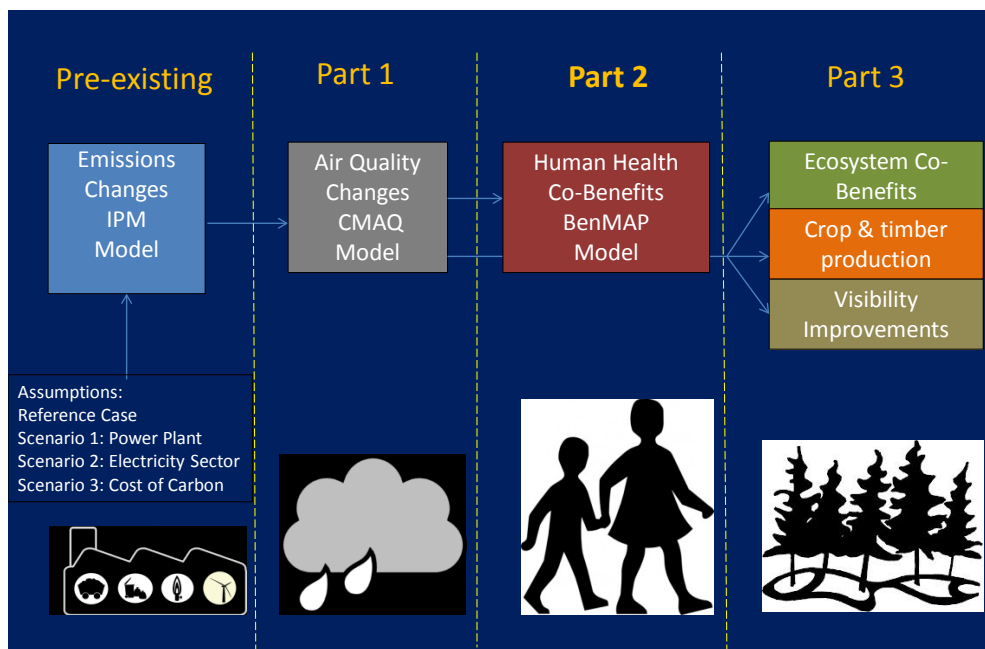 Pre-existing
Part 1
Part 2
Part 3
Emissions
Changes
IPM
Model
Air Quality
Changes
CMAQ
Model
Human Health
Co-Benefits
BenMAP
Model
Ecosystem Co-
Benefits
Crop & timber
production
Visibility
Improvements
Assumptions:
Reference Case
Scenario 1: Power Plant
Scenario 2: Electricity Sector
Scenario 3: Cost of Carbon